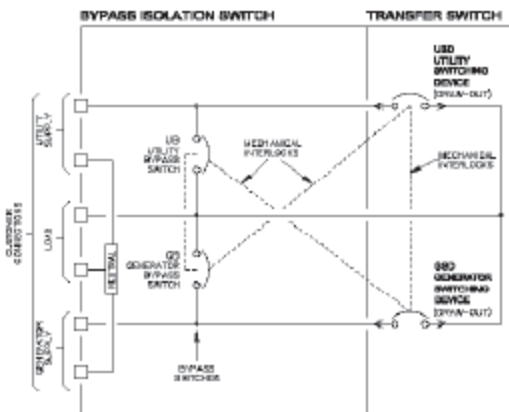 BYPASS ISOLATION SWITCH
TRANSFER SWITCH
USD
UTILITY
SWITCHING
DEVICE
(DRAW-OUT)
CUSTOMER
CONNECTIONS
UTILITY
SUPPLY
UB
UTILITY
BYPASS
SWITCH
MECHANICAL
INTERLOCKS
MECHANICAL
INTERLOCKS
LOAD
NEUTRAL
GB
GENERATOR
BYPASS
SWITCH
GSD
GENERATOR
SWITCHING
DEVICE
(DRAW-OUT)
GENERATOR
SUPPLY
BYPASS
SWITCHES